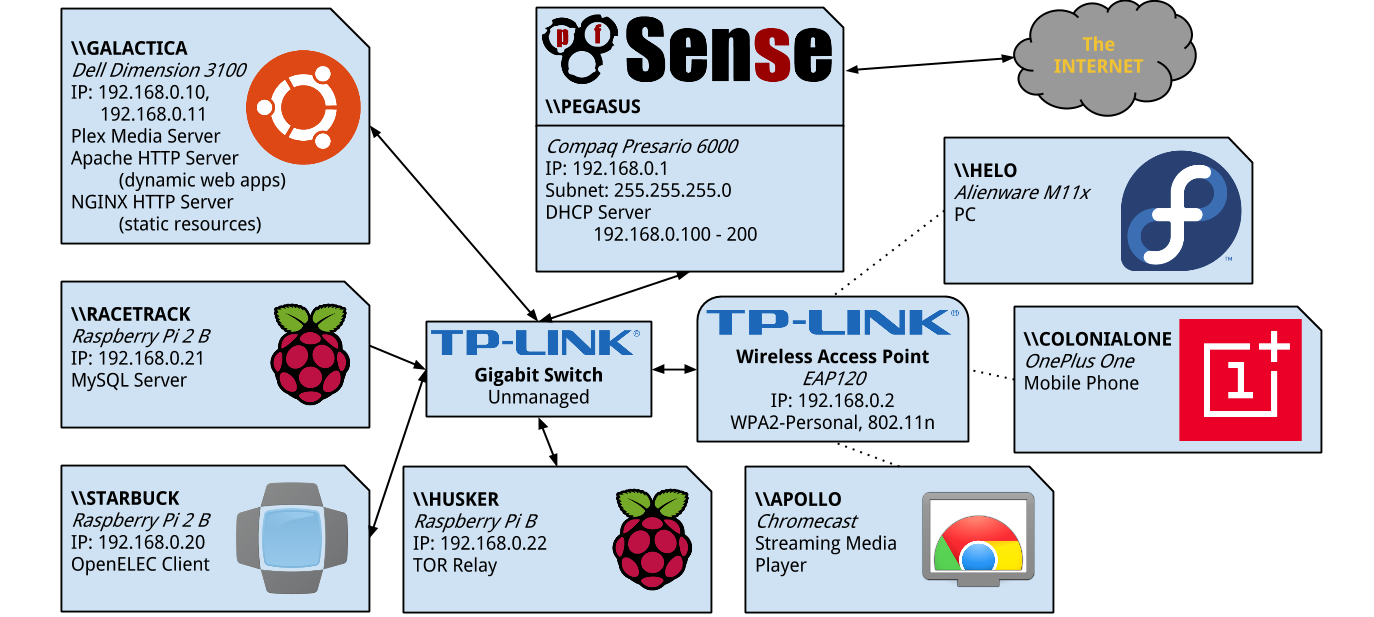 \\GALACTICA
Dell Dimension 3100
IP: 192.168.0.10,
192.168.0.11
Plex Media Server
Apache HTTP Server
(dynamic web apps)
NGINX HTTP Server
(static resources)
pf Sense
\\PEGASUS
Compaq Presario 6000
IP: 192.168.0.1
Subnet: 255.255.255.0
DHCP Server
192.168.0.100 - 200
The
INTERNET
\\HELO
Alienware M11x
PC
f
™
\\RACETRACK
Raspberry Pi 2 B
IP: 192.168.0.21
MySQL Server
TP-LINK®
Gigabit Switch
Unmanaged
TP-LINK®
Wireless Access Point
EAP120
IP: 192.168.0.2
WPA2-Personal, 802.11n
\\COLONIALONE
OnePlus One
Mobile Phone
1+
\\STARBUCK
Raspberry Pi 2 B
IP: 192.168.0.20
OpenELEC Client
\\HUSKER
Raspberry Pi B
IP: 192.168.0.22
TOR Relay
\\APOLLO
Chromecast
Streaming Media
Player